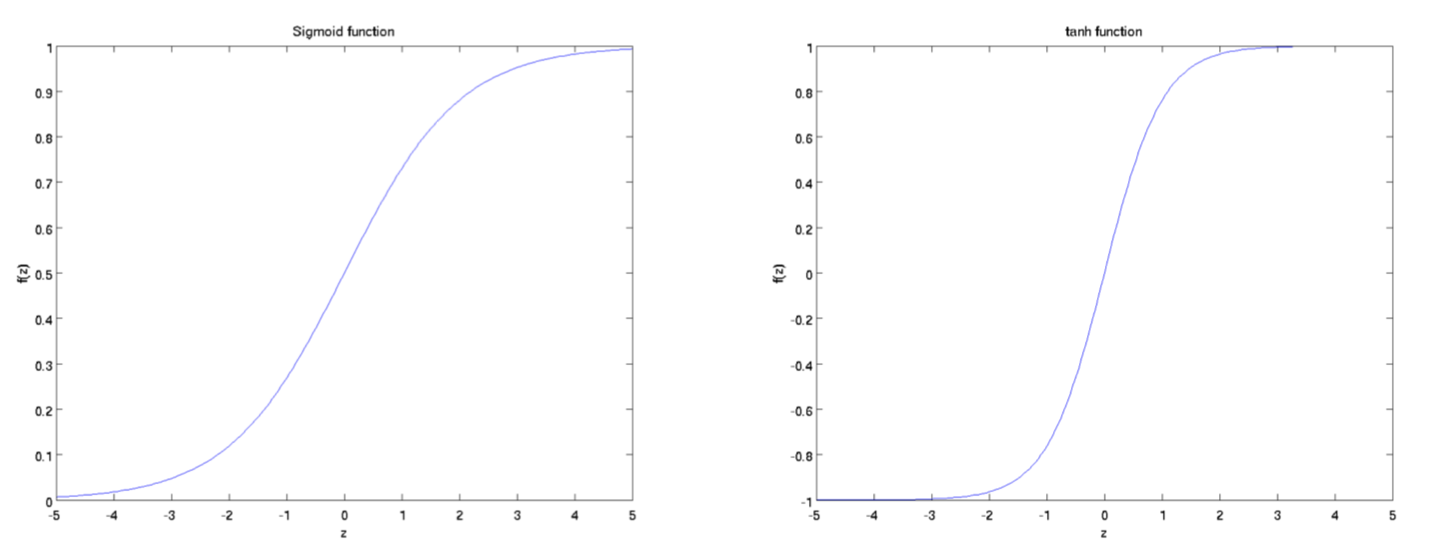 Sigmoid function
1
0.9
0.8
0.7
0.6
0.5
0.4
0.3
0.2
0.1
0
f(z)
-5 -4 -3 -2 -1 0 1 2 3 4 5
z
tanh function
1
0.8
0.6
0.4
0.2
0
-0.2
-0.4
-0.6
-0.8
-1
f(z)
-5 -4 -3 -2 -1 0 1 2 3 4 5
z